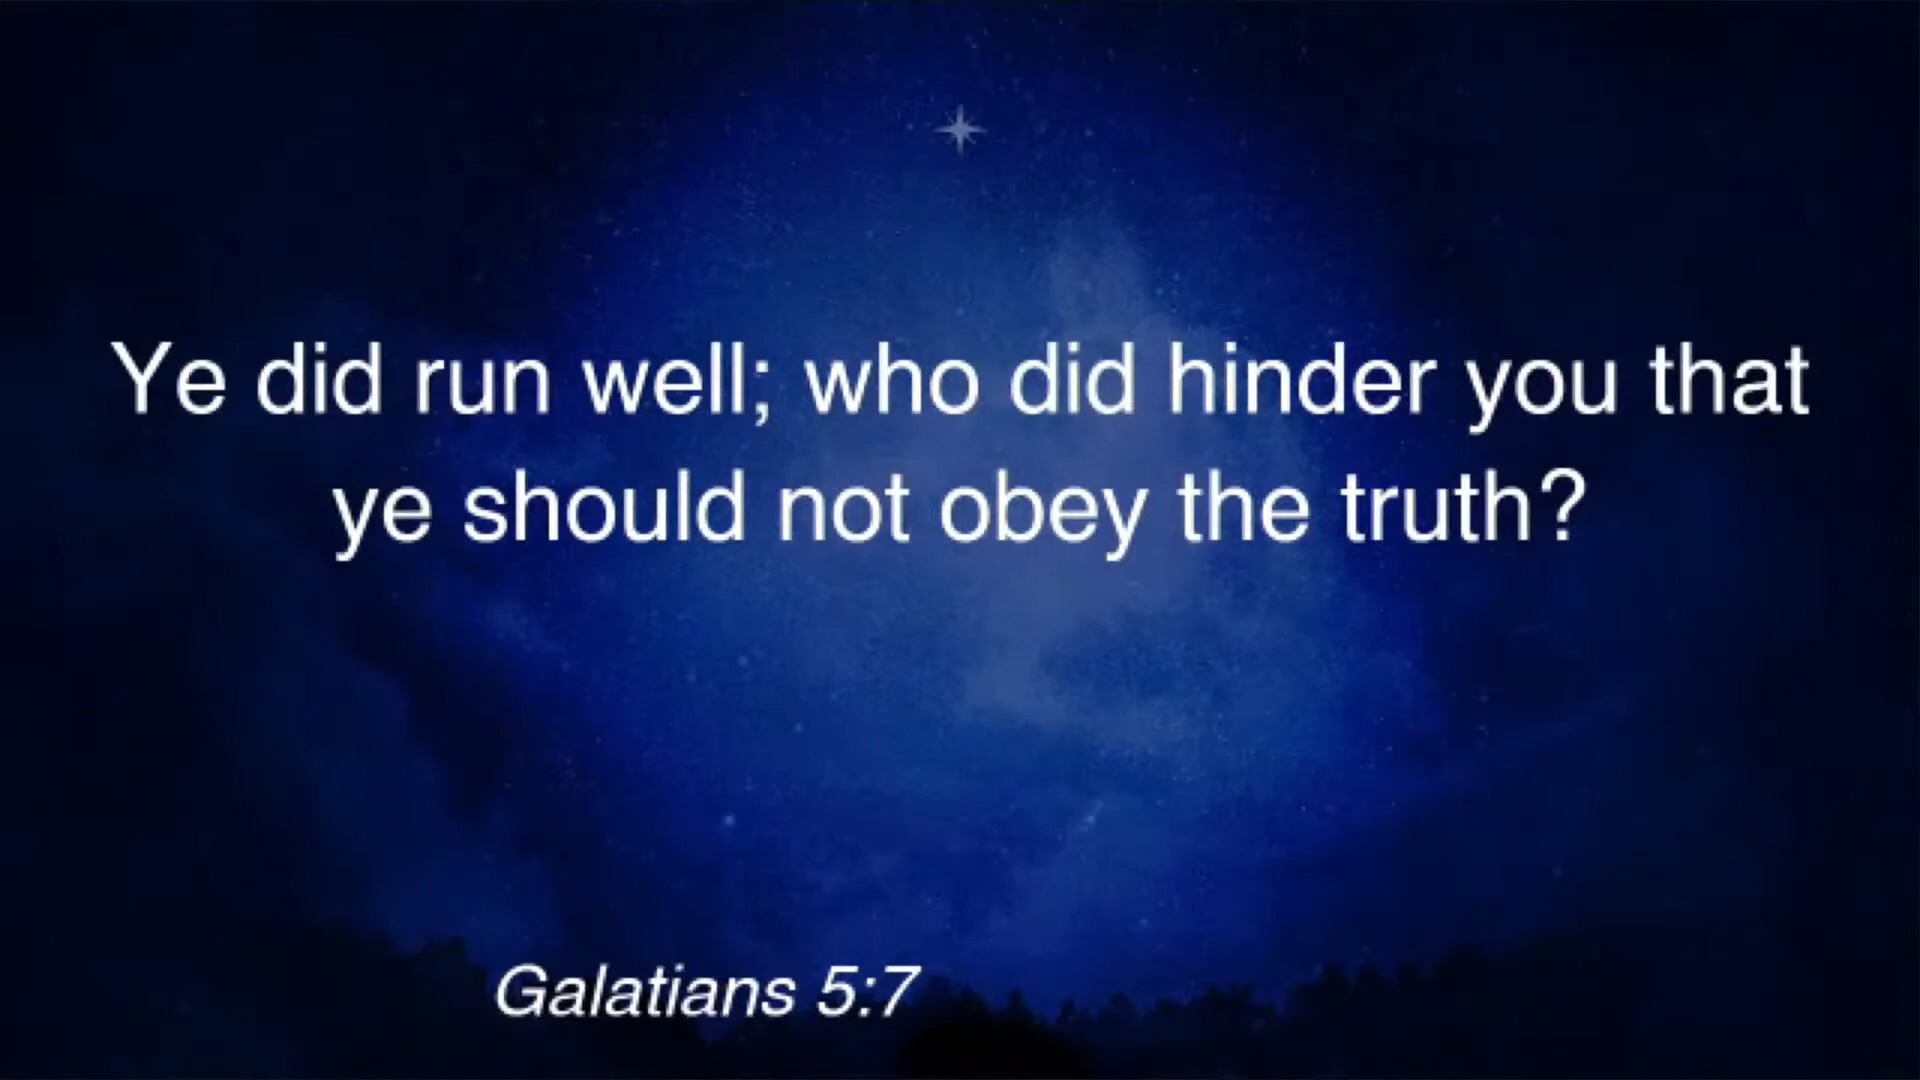 Ye did run well; who did hinder you that
ye should not obey the truth?
Galatians 5:7